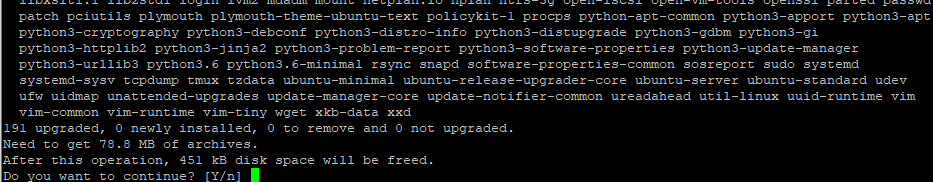 libxslt1.1 libzstd1 login lvm2 mdadm mount netplan.io nplan ntfs-3g open-iscsi open-vm-tools openssl parted passwd
patch pciutils plymouth plymouth-theme-ubuntu-text policykit-1 procps python-apt-common python3-apport python3-apt
python3-cryptography python3-debconf python3-distro-info python3-distupgrade python3-gdbm python3-gi
python3-httplib2 python3-jinja2 python3-problem-report python3-software-properties python3-update-manager
python3-urllib3 python3.6 python3.6-minimal rsync snapd software-properties-common sosreport sudo systemd
systemd-sysv tcpdump tmux tzdata ubuntu-minimal ubuntu-release-upgrader-core ubuntu-server ubuntu-standard udev
ufw uidmap unattended-upgrades update-manager-core update-notifier-common ureadahead util-linux uuid-runtime vim
vim-common vim-runtime vim-tiny wget xkb-data xxd
191 upgraded, 0 newly installed, 0 to remove and 0 not upgraded.
Need to get 78.8 MB of archives.
After this operation, 451 kB disk space will be freed.
Do you want to continue? [Y/n]